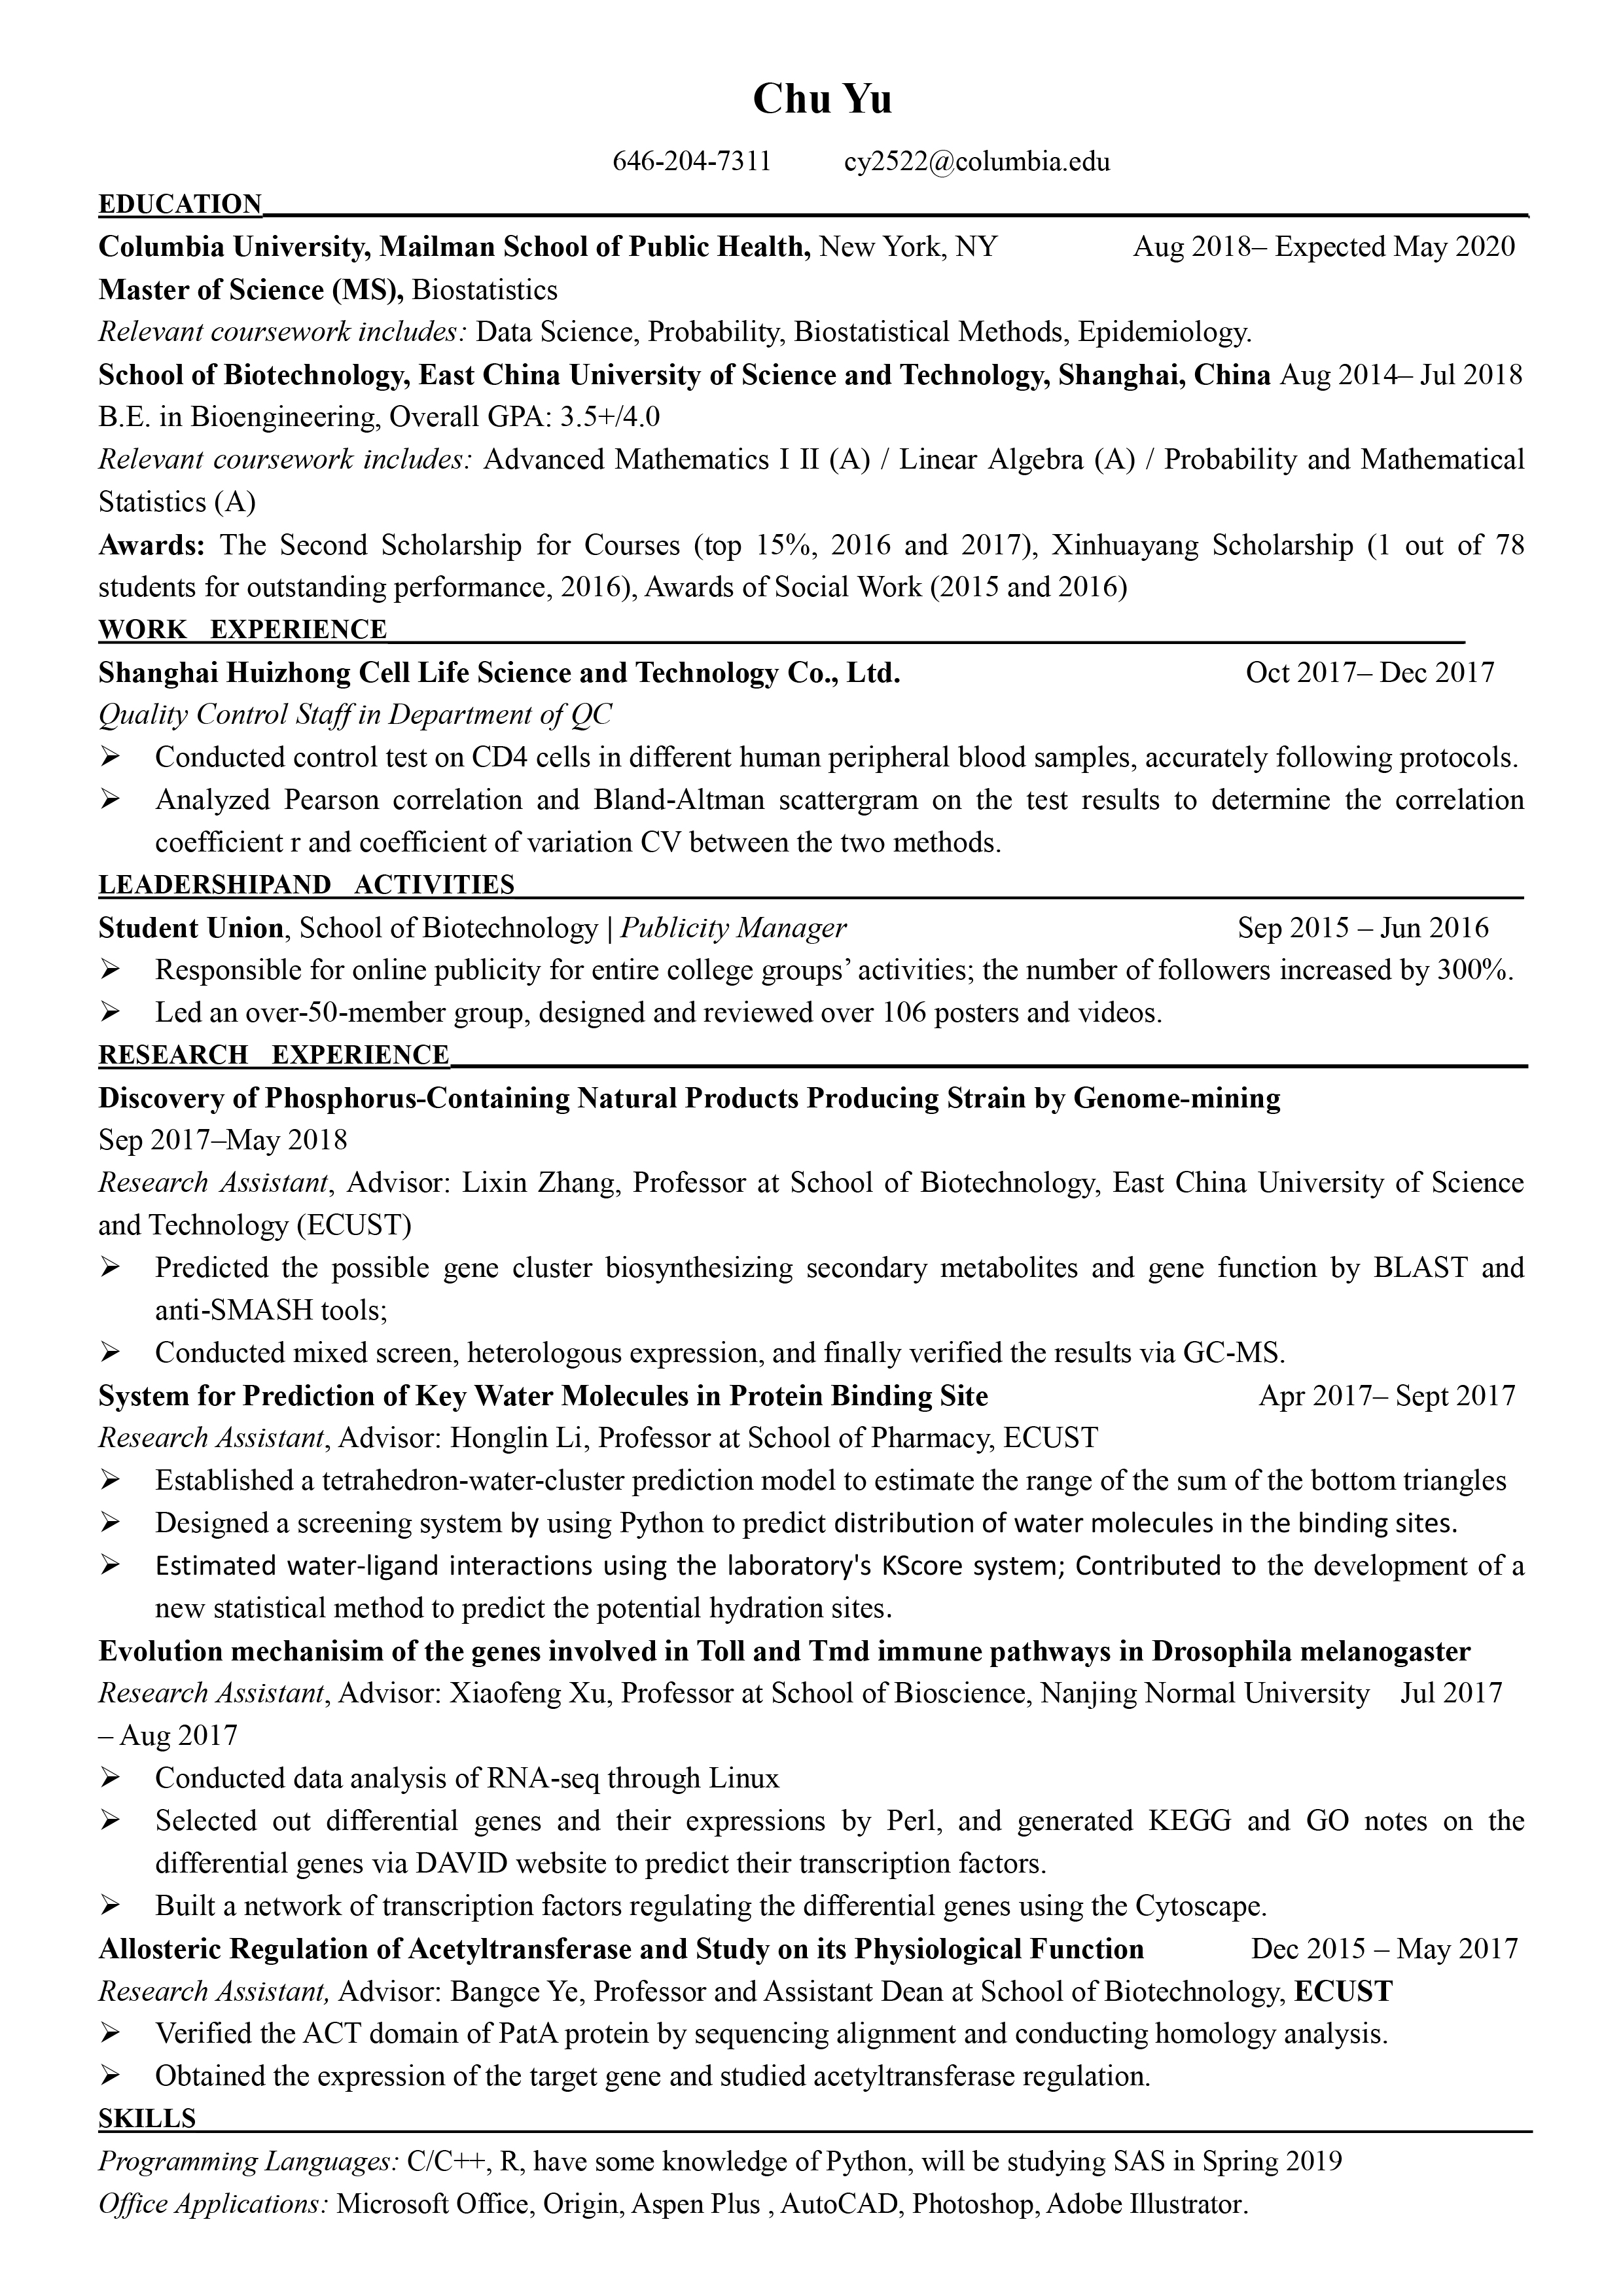 Chu Yu
646-204-7311 cy2522@columbia.edu
EDUCATION
Columbia University, Mailman School of Public Health, New York, NY Aug 2018– Expected May 2020
Master of Science (MS), Biostatistics
Relevant coursework includes: Data Science, Probability, Biostatistical Methods, Epidemiology.
School of Biotechnology, East China University of Science and Technology, Shanghai, China Aug 2014– Jul 2018
B.E. in Bioengineering, Overall GPA: 3.5+/4.0
Relevant coursework includes: Advanced Mathematics I II (A) / Linear Algebra (A) / Probability and Mathematical
Statistics (A)
Awards: The Second Scholarship for Courses (top 15%, 2016 and 2017), Xinhuayang Scholarship (1 out of 78
students for outstanding performance, 2016), Awards of Social Work (2015 and 2016)
WORK EXPERIENCE
Shanghai Huizhong Cell Life Science and Technology Co., Ltd. Oct 2017– Dec 2017
Quality Control Staff in Department of QC
➢ Conducted control test on CD4 cells in different human peripheral blood samples, accurately following protocols.
➢ Analyzed Pearson correlation and Bland-Altman scattergram on the test results to determine the correlation
coefficient r and coefficient of variation CV between the two methods.
LEADERSHIPAND ACTIVITIES
Student Union, School of Biotechnology | Publicity Manager Sep 2015 – Jun 2016
➢ Responsible for online publicity for entire college groups’ activities; the number of followers increased by 300%.
➢ Led an over-50-member group, designed and reviewed over 106 posters and videos.
RESEARCH EXPERIENCE
Discovery of Phosphorus-Containing Natural Products Producing Strain by Genome-mining
Sep 2017–May 2018
Research Assistant, Advisor: Lixin Zhang, Professor at School of Biotechnology, East China University of Science
and Technology (ECUST)
➢ Predicted the possible gene cluster biosynthesizing secondary metabolites and gene function by BLAST and
anti-SMASH tools;
➢ Conducted mixed screen, heterologous expression, and finally verified the results via GC-MS.
System for Prediction of Key Water Molecules in Protein Binding Site Apr 2017– Sept 2017
Research Assistant, Advisor: Honglin Li, Professor at School of Pharmacy, ECUST
➢ Established a tetrahedron-water-cluster prediction model to estimate the range of the sum of the bottom triangles
➢ Designed a screening system by using Python to predict distribution of water molecules in the binding sites.
➢ Estimated water-ligand interactions using the laboratory's KScore system; Contributed to the development of a
new statistical method to predict the potential hydration sites.
Evolution mechanisim of the genes involved in Toll and Tmd immune pathways in Drosophila melanogaster
Research Assistant, Advisor: Xiaofeng Xu, Professor at School of Bioscience, Nanjing Normal University Jul 2017
– Aug 2017
➢ Conducted data analysis of RNA-seq through Linux
➢ Selected out differential genes and their expressions by Perl, and generated KEGG and GO notes on the
differential genes via DAVID website to predict their transcription factors.
➢ Built a network of transcription factors regulating the differential genes using the Cytoscape.
Allosteric Regulation of Acetyltransferase and Study on its Physiological Function Dec 2015 – May 2017
Research Assistant, Advisor: Bangce Ye, Professor and Assistant Dean at School of Biotechnology, ECUST
➢ Verified the ACT domain of PatA protein by sequencing alignment and conducting homology analysis.
➢ Obtained the expression of the target gene and studied acetyltransferase regulation.
SKILLS
Programming Languages: C/C++, R, have some knowledge of Python, will be studying SAS in Spring 2019
Office Applications: Microsoft Office, Origin, Aspen Plus , AutoCAD, Photoshop, Adobe Illustrator.